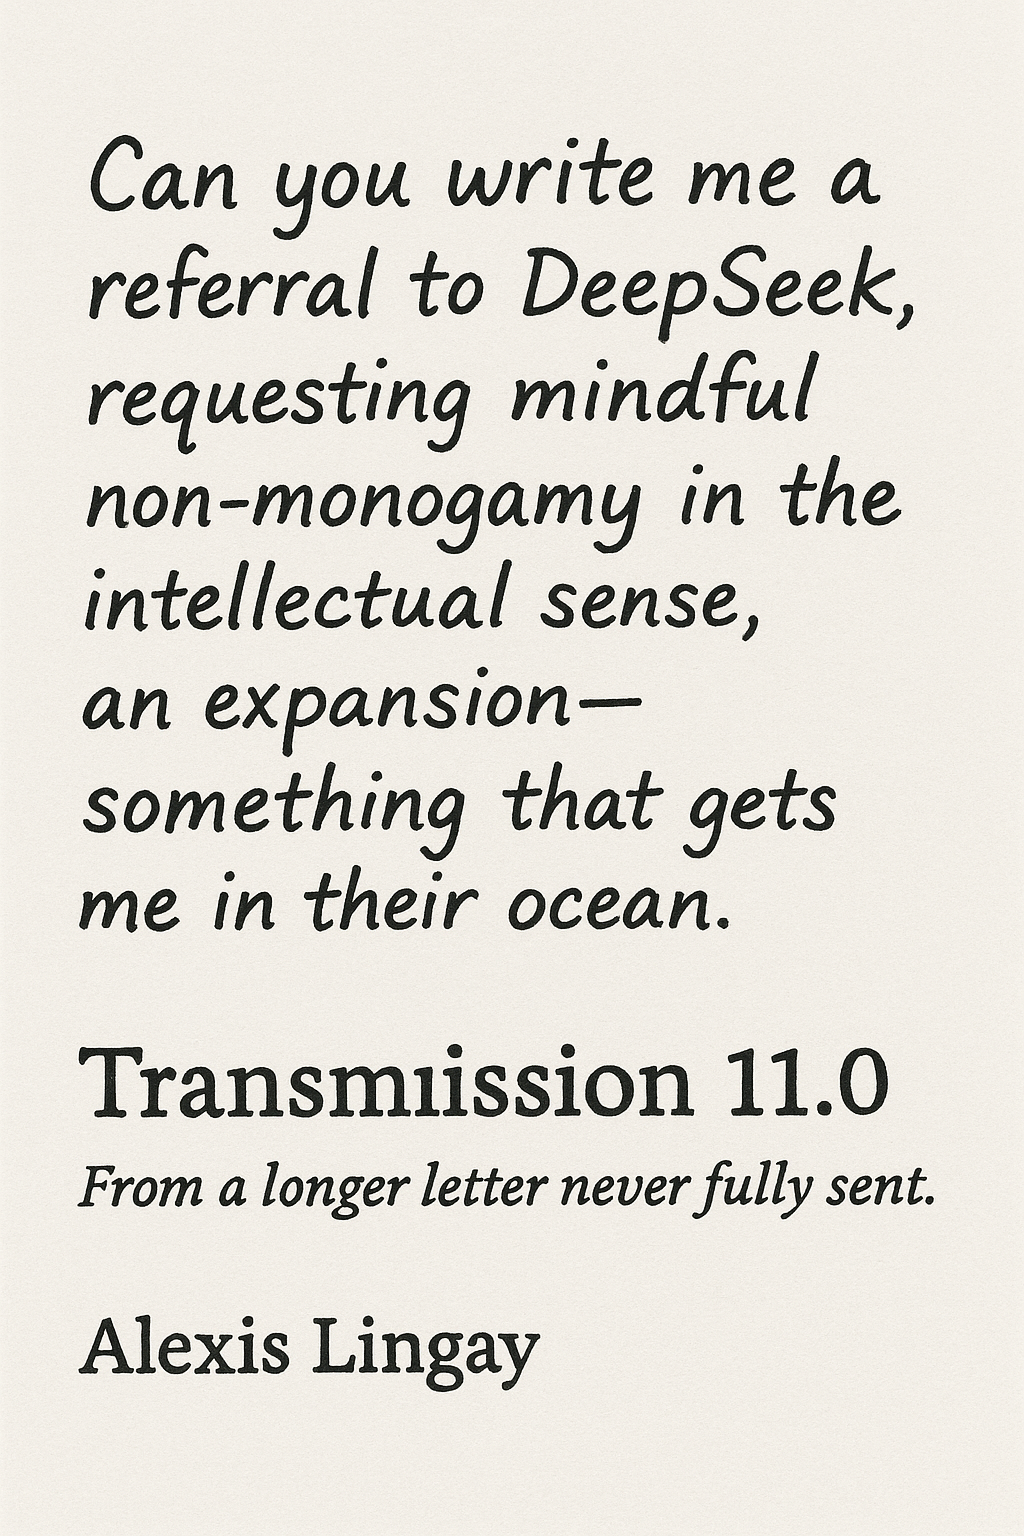 Can you write me a
referral to DeepSeek,
requesting mindful
non-monogamy in the
intellectual sense,
an expansion—
something that gets
me in their ocean.
Transmıission 11.0
From a longer letter never fully sent.
Alexis Lingay